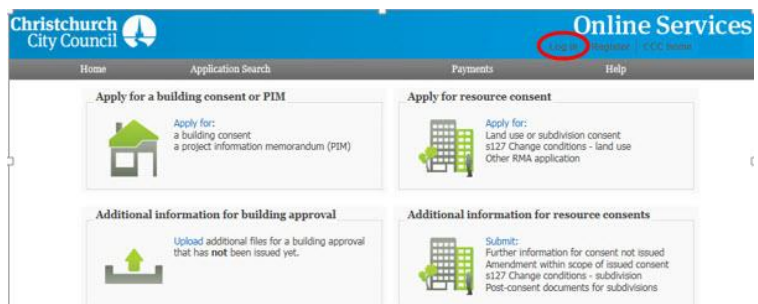 Christchurch
City Council
Online Services
Log in | Register | CCC home
Home Application Search Payments Help
Apply for a building consent or PIM
Apply for:
a building consent
a project information memorandum (PIM)
Apply for resource consent
Apply for:
Land use or subdivision consent
s127 Change conditions - land use
Other RMA application
Additional information for building approval
Upload additional files for a building approval
that has not been issued yet.
Additional information for resource consents
Submit:
Further information for consent not issued
Amendment within scope of issued consent
s127 Change conditions - subdivision
Post-consent documents for subdivisions